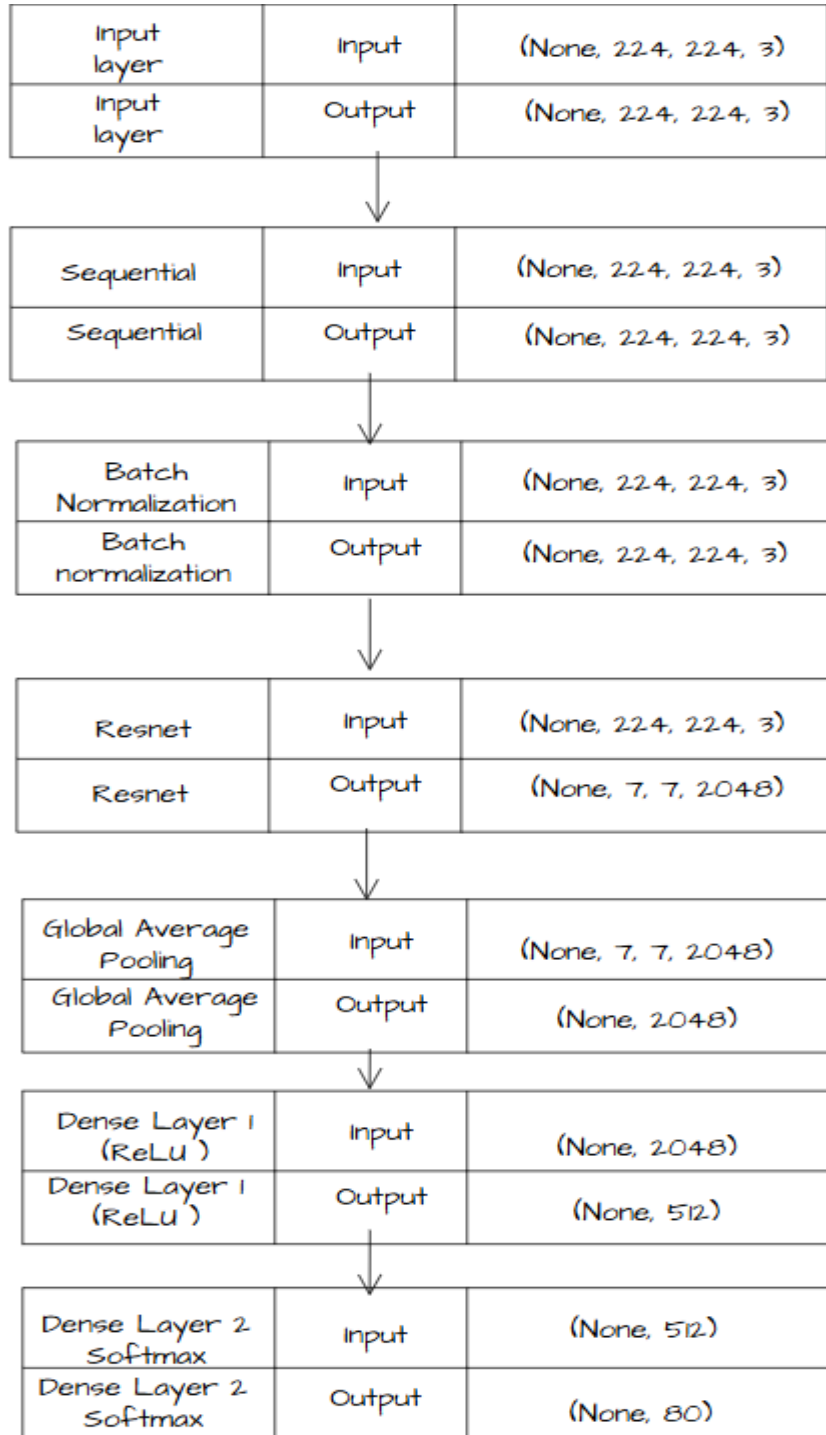 Input
layer
Input
(None, 224, 224, 3)
Input
layer
Output
(None, 224, 224, 3)
Sequential
Input
(None, 224, 224, 3)
Sequential
Output
(None, 224, 224, 3)
Batch
Normalization
Input
(None, 224, 224, 3)
Batch
normalization
Output
(None, 224, 224, 3)
Resnet
Input
(None, 224, 224, 3)
Resnet
Output
(None, 7, 7, 2048)
Global Average
Pooling
Input
(None, 7, 7, 2048)
Global Average
Pooling
Output
(None, 2048)
Dense Layer 1
(ReLU )
Input
(None, 2048)
Dense Layer 1
(ReLU )
Output
(None, 512)
Dense Layer 2
Softmax
Input
(None, 512)
Dense Layer 2
Softmax
Output
(None, 80)